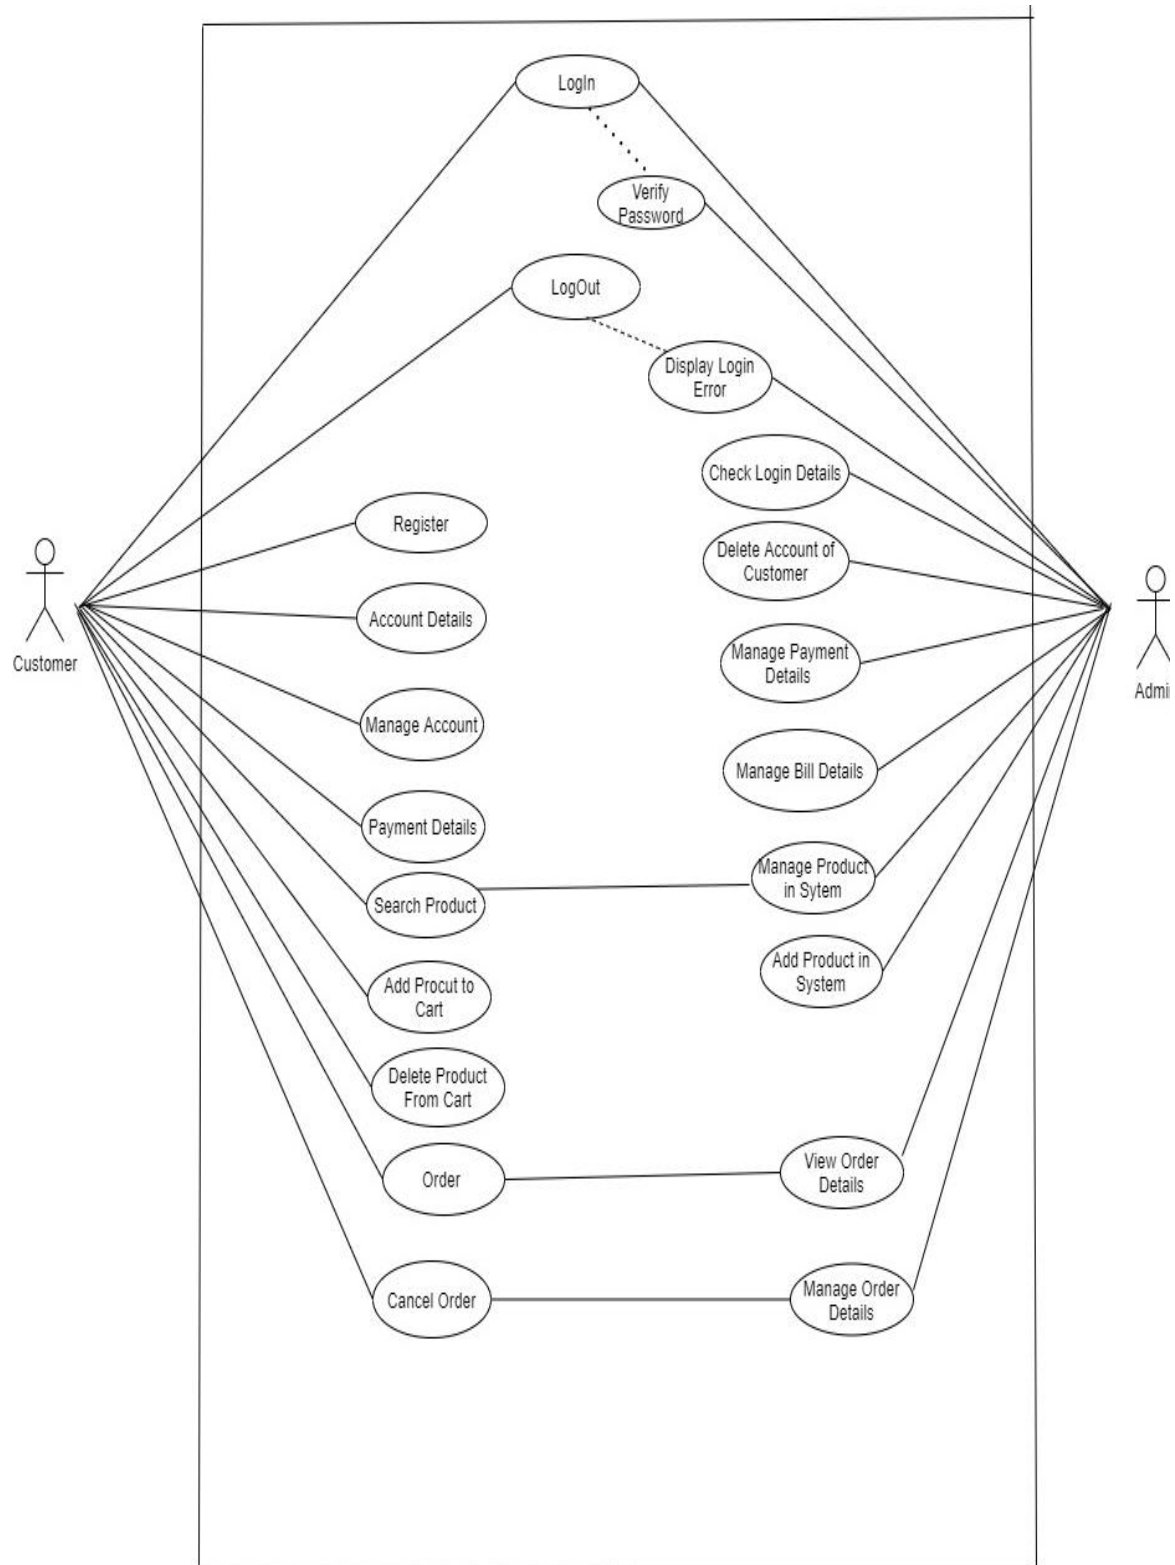 LogIn
Verify
Password
LogOut
Display Login
Error
Check Login Details
Register
Delete Account of
Customer
Account Details
Customer
Manage Payment
Details
Admin
Manage Account
Manage Bill Details
Payment Details
Manage Product
in Sytem
Search Product
Add Product in
System
Add Procut to
Cart
Delete Product
From Cart
View Order
Details
Order
Manage Order
Details
Cancel Order